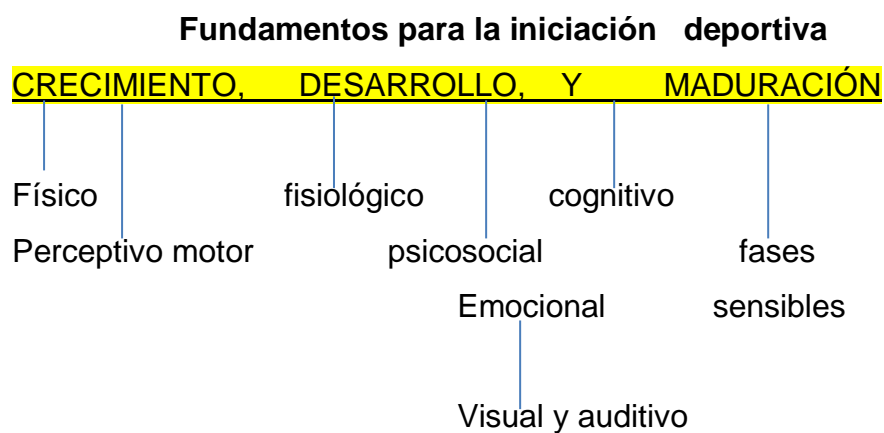 Fundamentos para la iniciación deportiva
CRECIMIENTO, DESARROLLO, Y MADURACIÓN
Físico fisiológico cognitivo
Perceptivo motor psicosocial fases
Emocional sensibles
Visual y auditivo